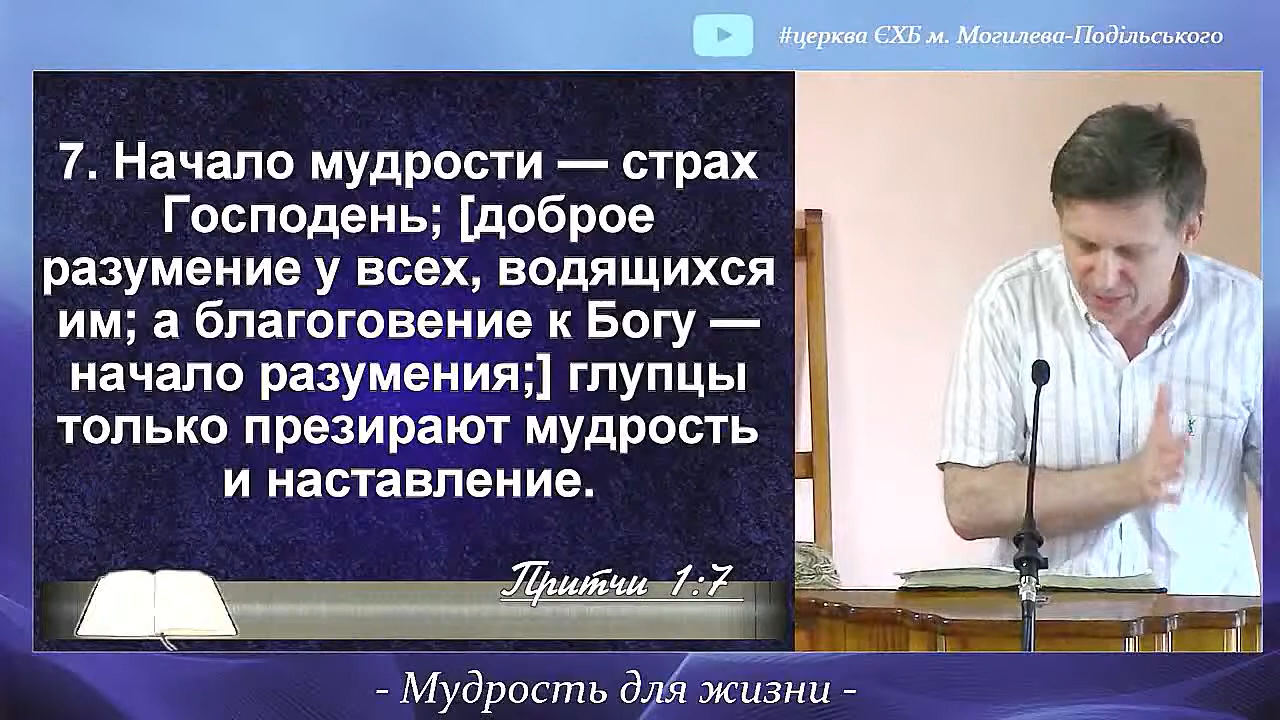 #церква ЄХБ м. Могилева-Подільського
7. Начало мудрости — страх
Господень; [доброе
разумение у всех, водящихся
им; а благоговение к Богу —
начало разумения;] глупцы
только презирают мудрость
и наставление.
Притчи 1:7
- Мудрость для жизни -